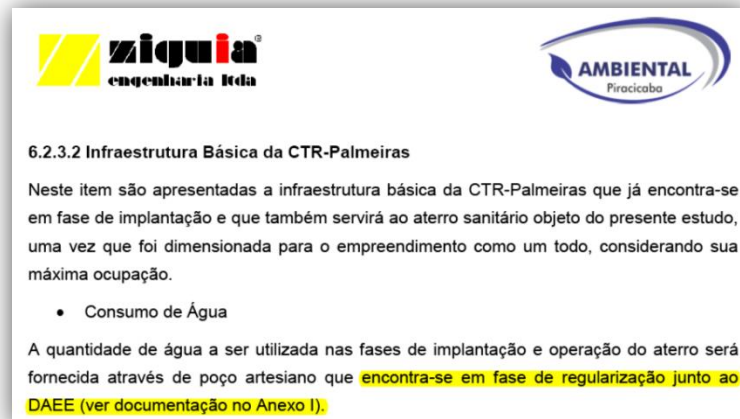 ziguia®
engenharia ltda
AMBIENTAL
Piracicaba
6.2.3.2 Infraestrutura Básica da CTR-Palmeiras
Neste item são apresentadas a infraestrutura básica da CTR-Palmeiras que já encontra-se
em fase de implantação e que também servirá ao aterro sanitário objeto do presente estudo,
uma vez que foi dimensionada para o empreendimento como um todo, considerando sua
máxima ocupação.
• Consumo de Água
A quantidade de água a ser utilizada nas fases de implantação e operação do aterro será
fornecida através de poço artesiano que encontra-se em fase de regularização junto ao
DAEE (ver documentação no Anexo I).